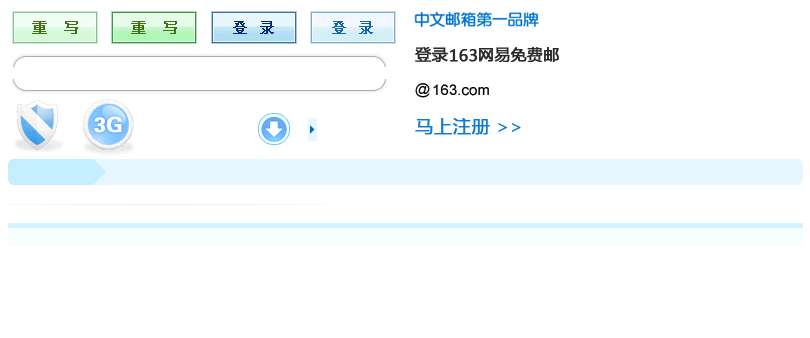 重 写
重 写
登 录
登 录
中文邮箱第一品牌
登录163网易免费邮
@163.com
3G
马上注册 >>